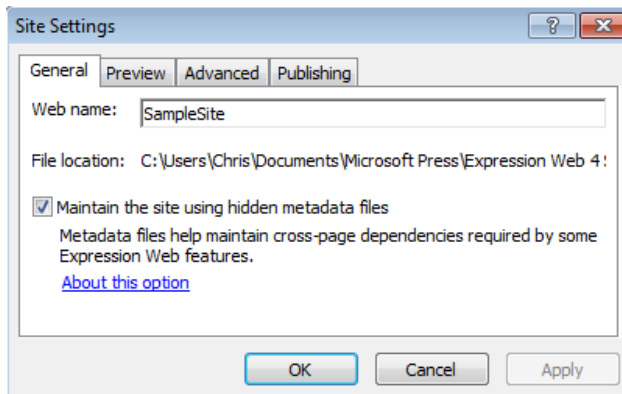 Site Settings
General Preview Advanced Publishing
Web name: SampleSite
File location: C:\Users\Chris\Documents\Microsoft Press\Expression Web 4
Maintain the site using hidden metadata files
Metadata files help maintain cross-page dependencies required by some
Expression Web features.
About this option
OK Cancel Apply